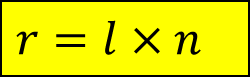 r = l × n